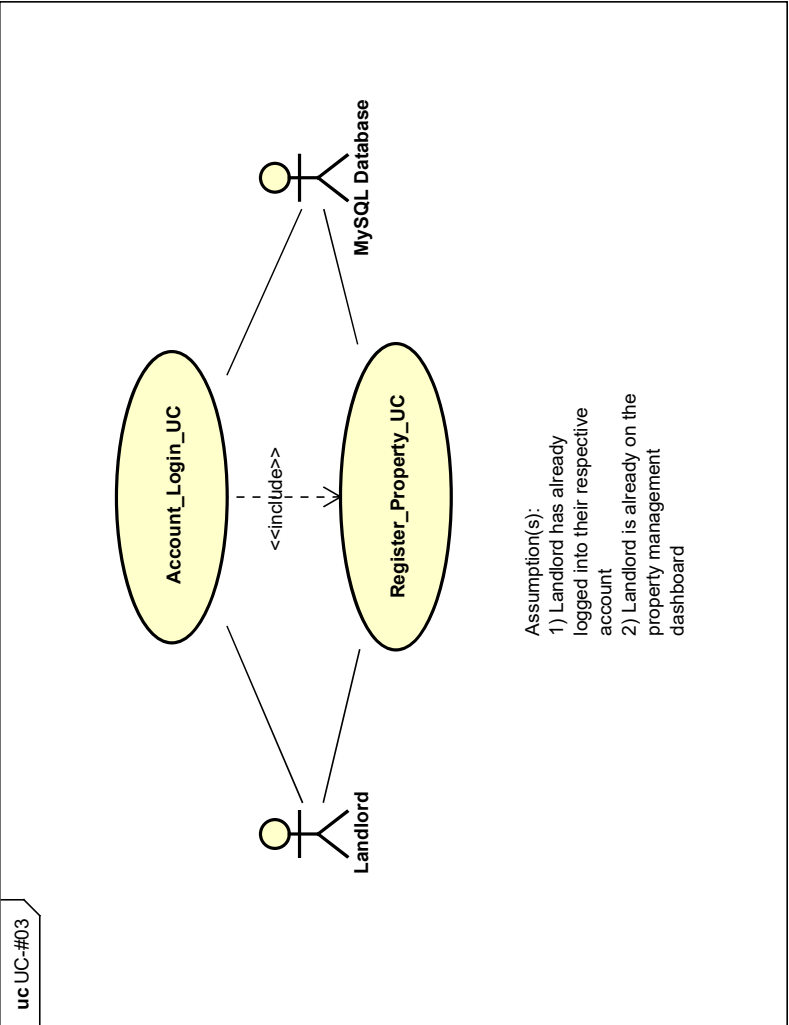 uc UC-#03
Account_Login_UC
<<include>>
Landlord
MySQL Database
Register_Property_UC
Assumption(s):
1) Landlord has already
logged into their respective
account
2) Landlord is already on the
property management
dashboard